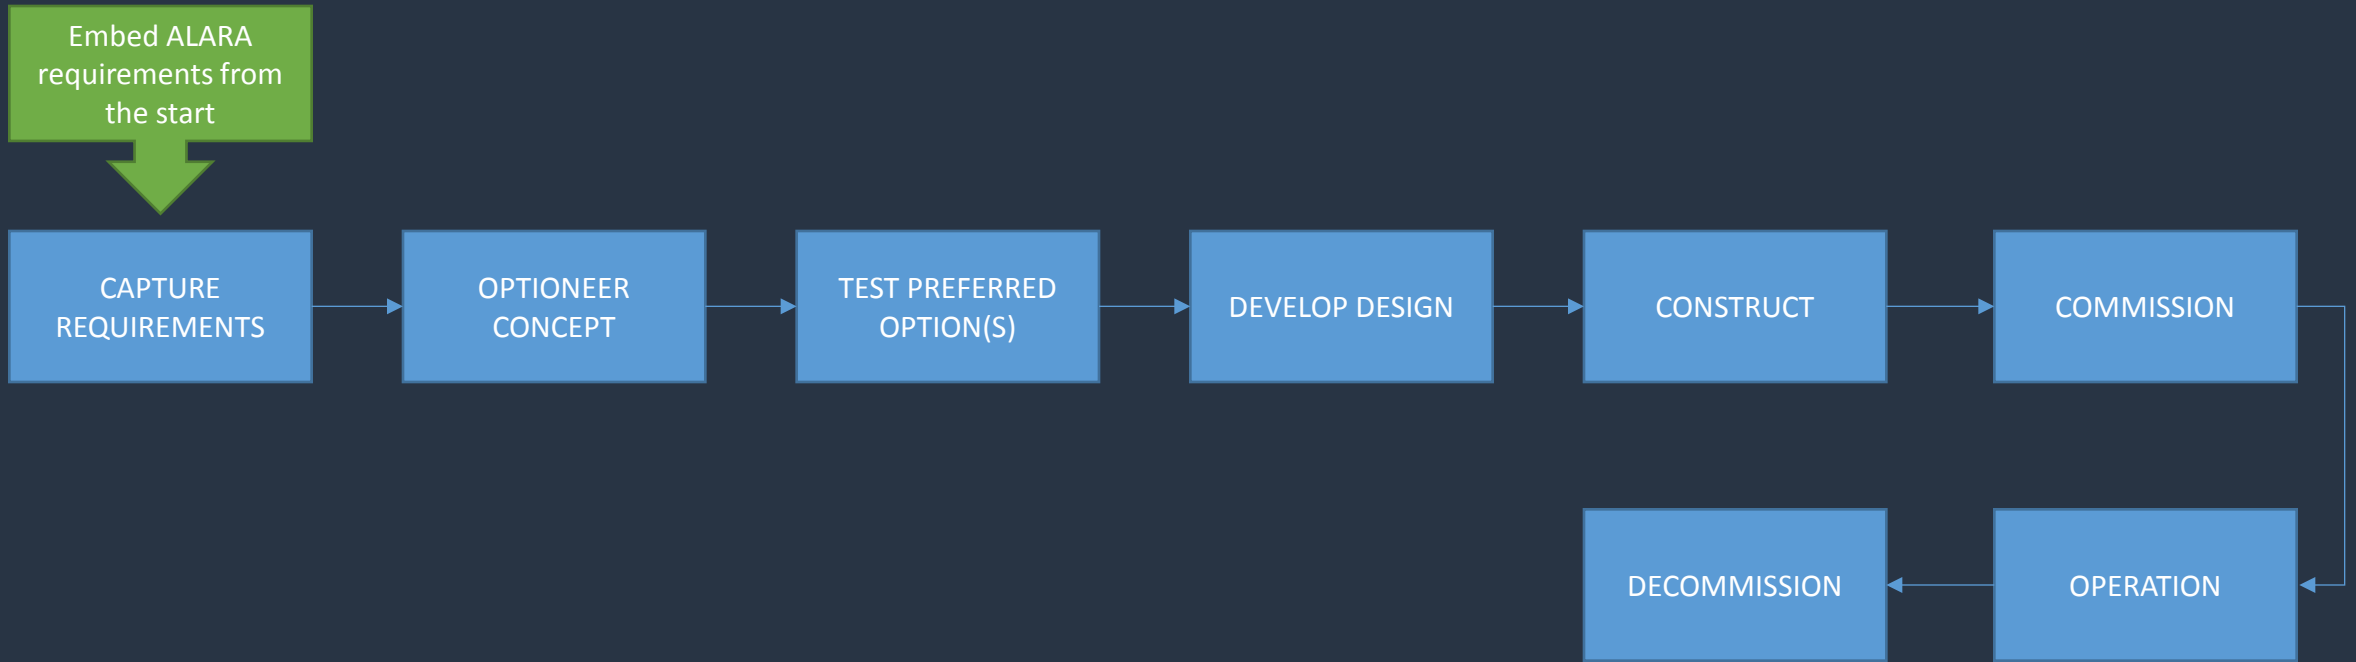 Embed ALARA
requirements from
the start
CAPTURE
REQUIREMENTS
OPTIONEER
CONCEPT
TEST PREFERRED
OPTION(S)
DEVELOP DESIGN
CONSTRUCT
COMMISSION
OPERATION
DECOMMISSION